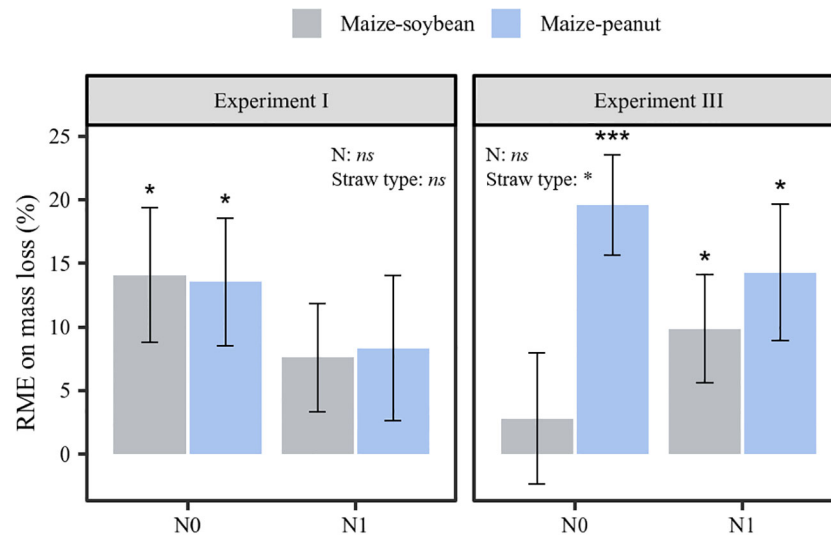 Maize-soybean Maize-peanut
Experiment I
Experiment III
RME on mass loss (%)
25
20
15
10
5
0
* *
N: ns
Straw type: ns
N: ns
Straw type: *
***
* *
N0 N1
N0 N1